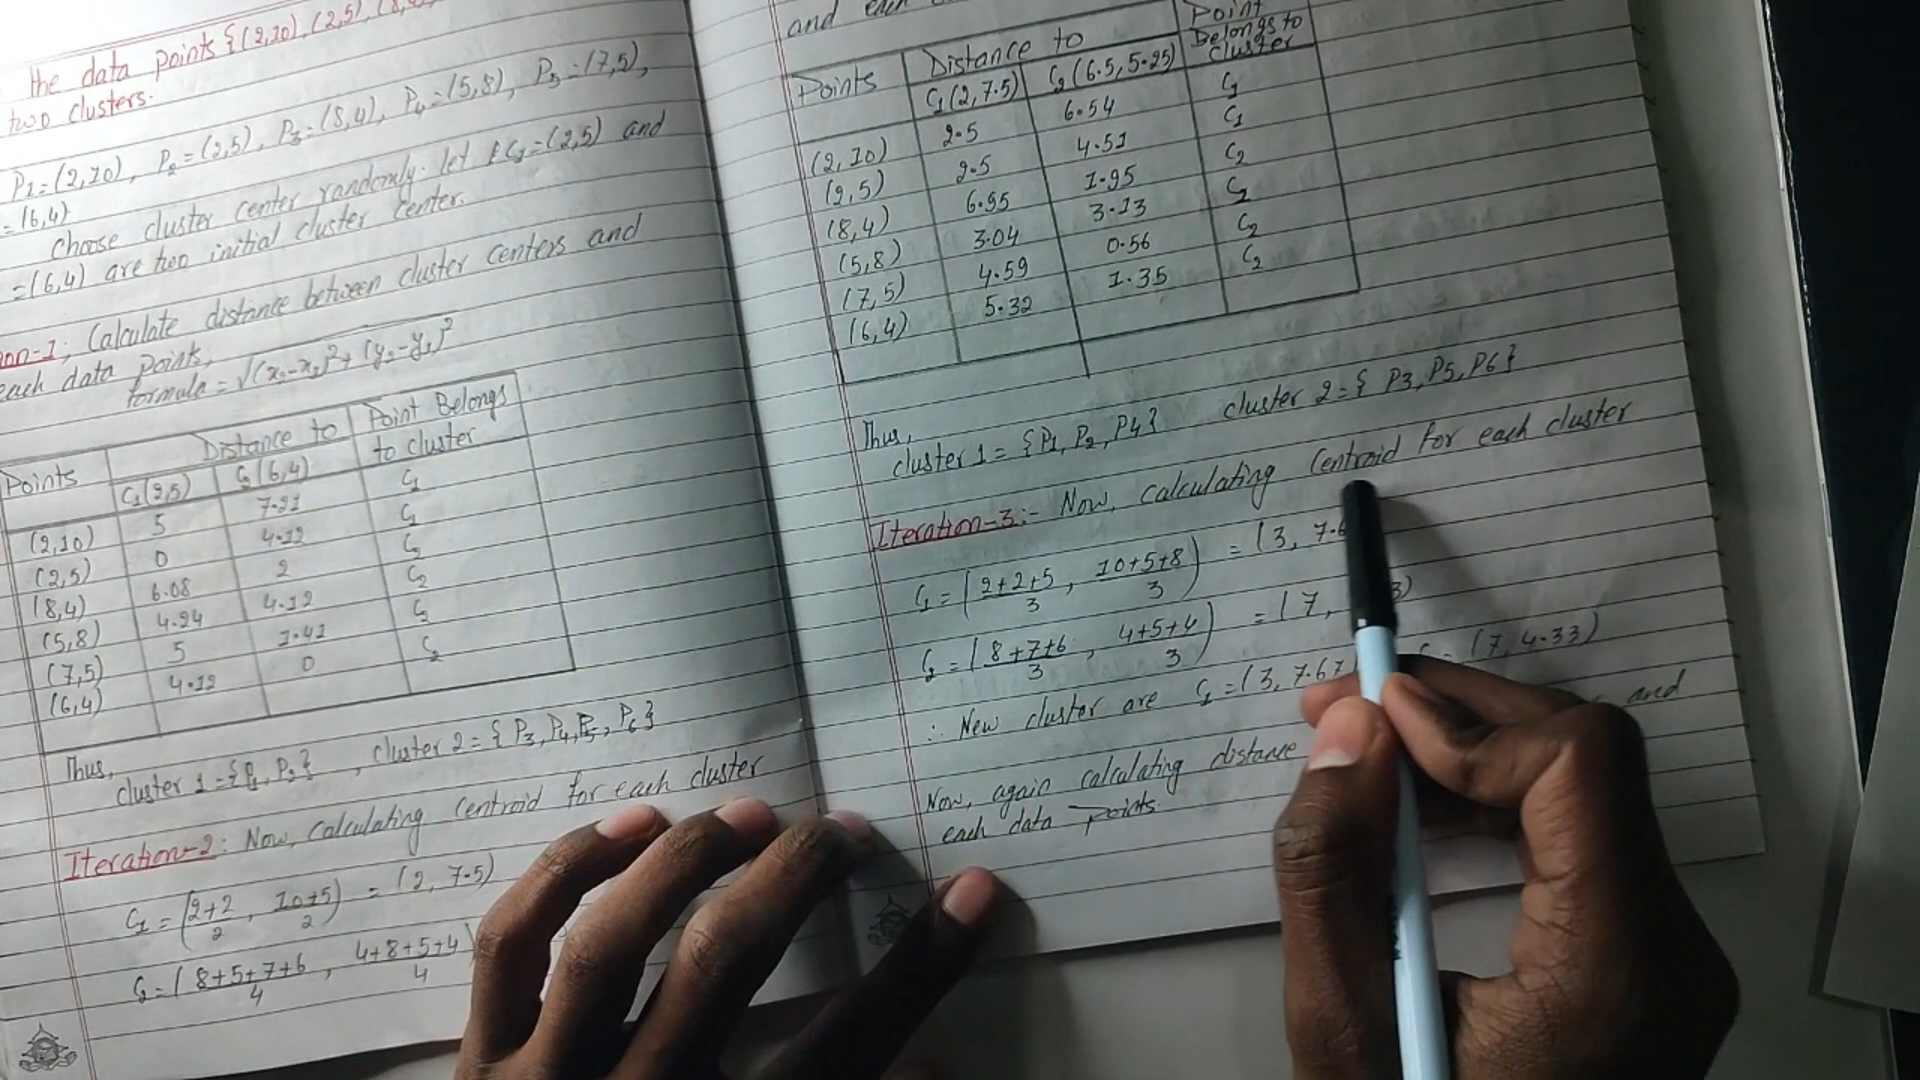 the data points {(2,10), (2,5), (8,4),
two clusters.
P1=(2,10), P2=(2,5), P3=(8,4), P4=(5,8), P5=(7,5),
=(6,4)
Choose cluster center randomly. let C1=(2,5) and
=(6,4) are two initial cluster center.
on-1; Calculate distance between cluster centers and
each data points,
formula = √(x2-x1)²+(y2-y1)²
Points | Distance to | Point Belongs to cluster
C1(2,5) | C2(6,4)
(2,10) 5 7.21 C1
(2,5) 0 4.12 C1
(8,4) 6.08 2 C2
(5,8) 4.24 4.12 C2
(7,5) 5 1.41 C2
(6,4) 4.12 0 C2
Thus,
cluster 1={P1, P2}, cluster 2={P3, P4, P5, P6}
Iteration-2: Now, Calculating Centroid for each cluster
C1=(2+2/2, 10+5/2) = (2, 7.5)
C2=(8+5+7+6/4, 4+8+5+4/4)
and each
Points | Distance to | Point Belongs to cluster
C1(2,7.5) | C2(6.5,5.25)
(2,10) 2.5 6.54 C1
(2,5) 2.5 4.51 C1
(8,4) 6.95 1.95 C2
(5,8) 3.04 3.13 C2
(7,5) 4.59 0.56 C2
(6,4) 5.32 1.35 C2
Thus,
cluster 1={P1, P2, P4} cluster 2={P3, P5, P6}
Iteration-3:- Now, calculating Centroid for each cluster
C1=(2+2+5/3, 10+5+8/3) = (3, 7.6
C2=(8+7+6/3, 4+5+4/3) = (7, 3)
∴ New cluster are C1=(3, 7.67 = (7, 4.33)
Now, again calculating distance and
each data points.